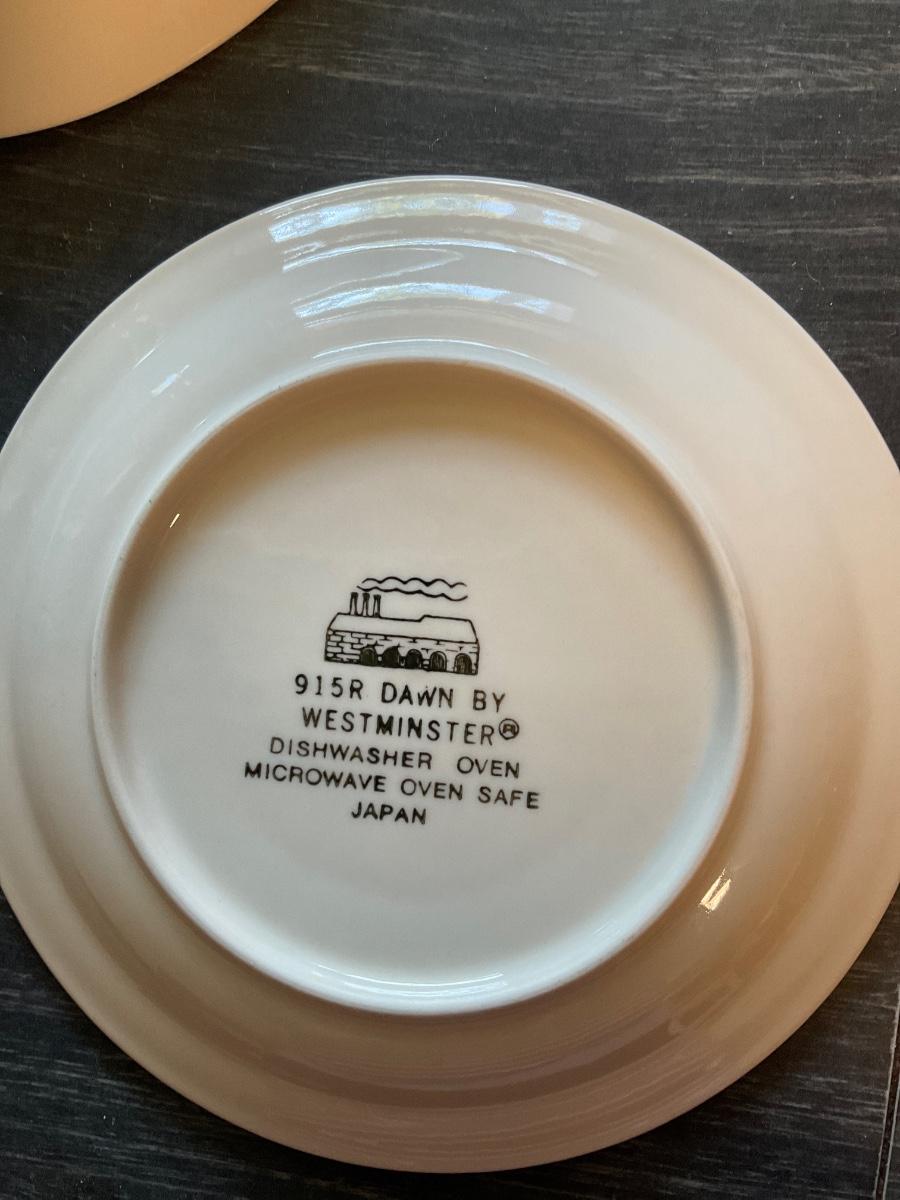 915R DAWN BY
WESTMINSTER®
DISHWASHER OVEN
MICROWAVE OVEN SAFE
JAPAN